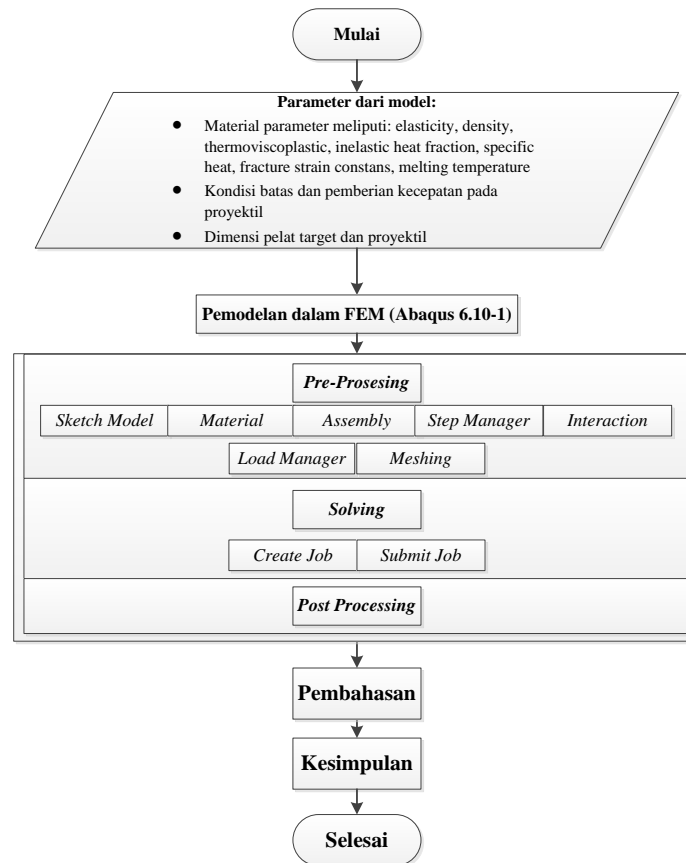 Mulai
Parameter dari model:
● Material parameter meliputi: elasticity, density,
thermoviscoplastic, inelastic heat fraction, specific
heat, fracture strain constans, melting temperature
● Kondisi batas dan pemberian kecepatan pada
proyektil
● Dimensi pelat target dan proyektil
Pemodelan dalam FEM (Abaqus 6.10-1)
Pre-Prosesing
Sketch Model Material Assembly Step Manager Interaction
Load Manager Meshing
Solving
Create Job Submit Job
Post Processing
Pembahasan
Kesimpulan
Selesai